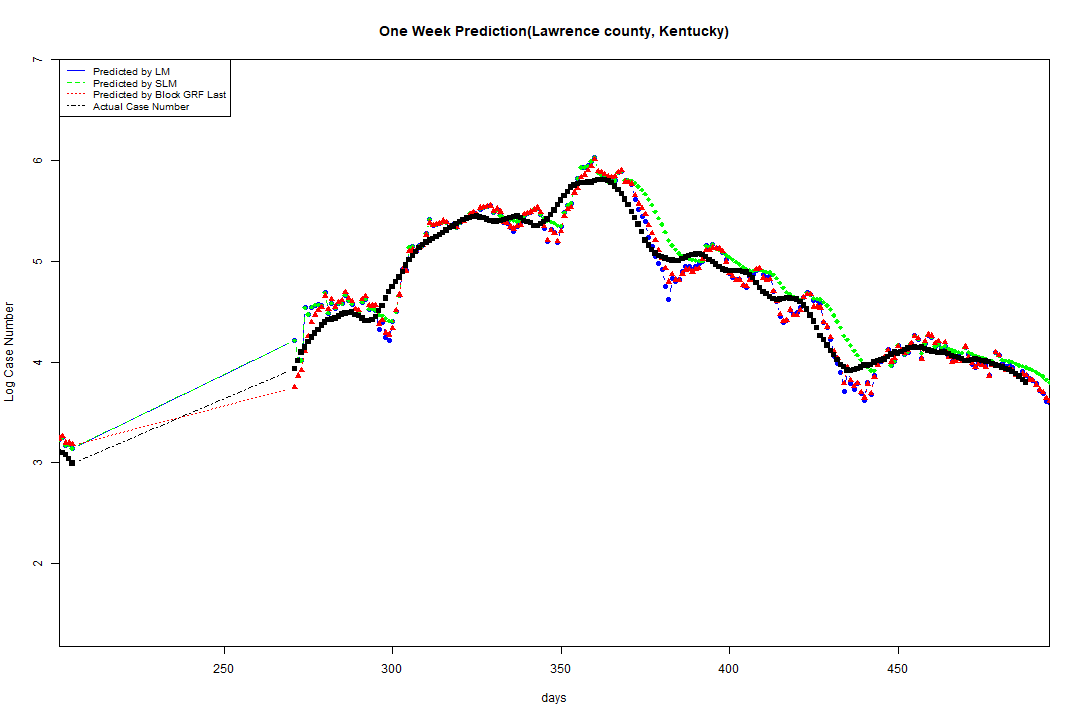 One Week Prediction(Lawrence county, Kentucky)
Predicted by LM
Predicted by SLM
Predicted by Block GRF Last
Actual Case Number
Log Case Number
7
6
5
4
3
2
250 300 350 400 450
days